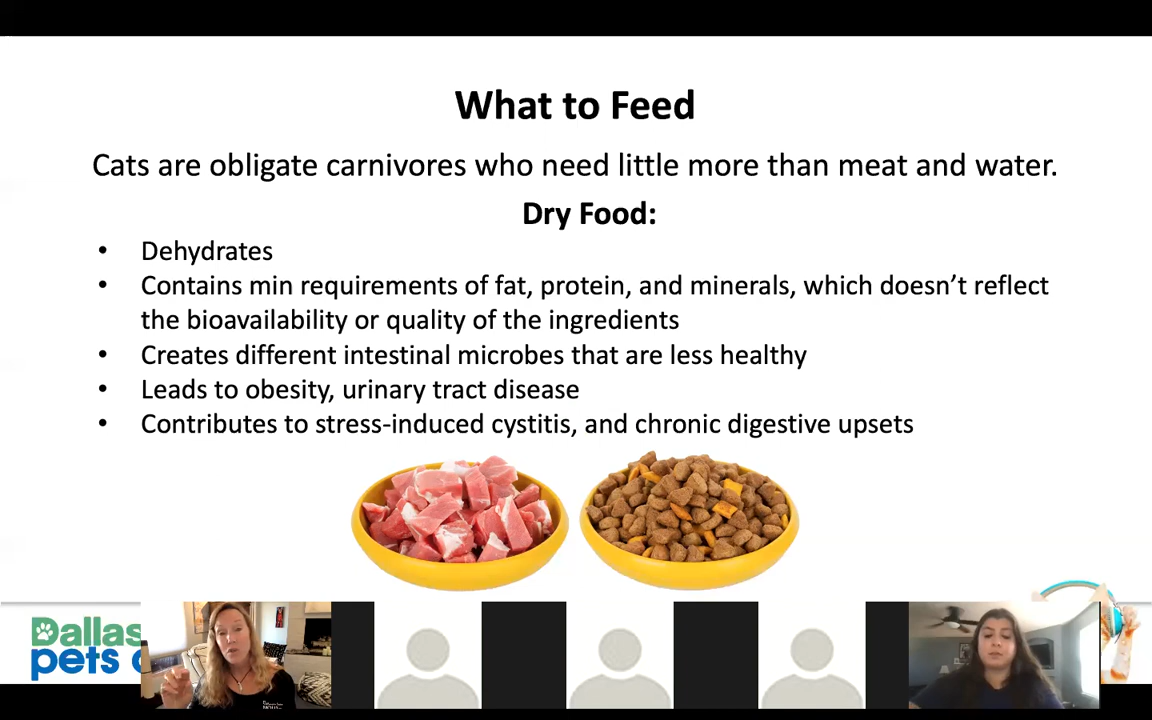 What to Feed
Cats are obligate carnivores who need little more than meat and water.
Dry Food:
• Dehydrates
• Contains min requirements of fat, protein, and minerals, which doesn’t reflect
the bioavailability or quality of the ingredients
• Creates different intestinal microbes that are less healthy
• Leads to obesity, urinary tract disease
• Contributes to stress-induced cystitis, and chronic digestive upsets
Dallas
pets